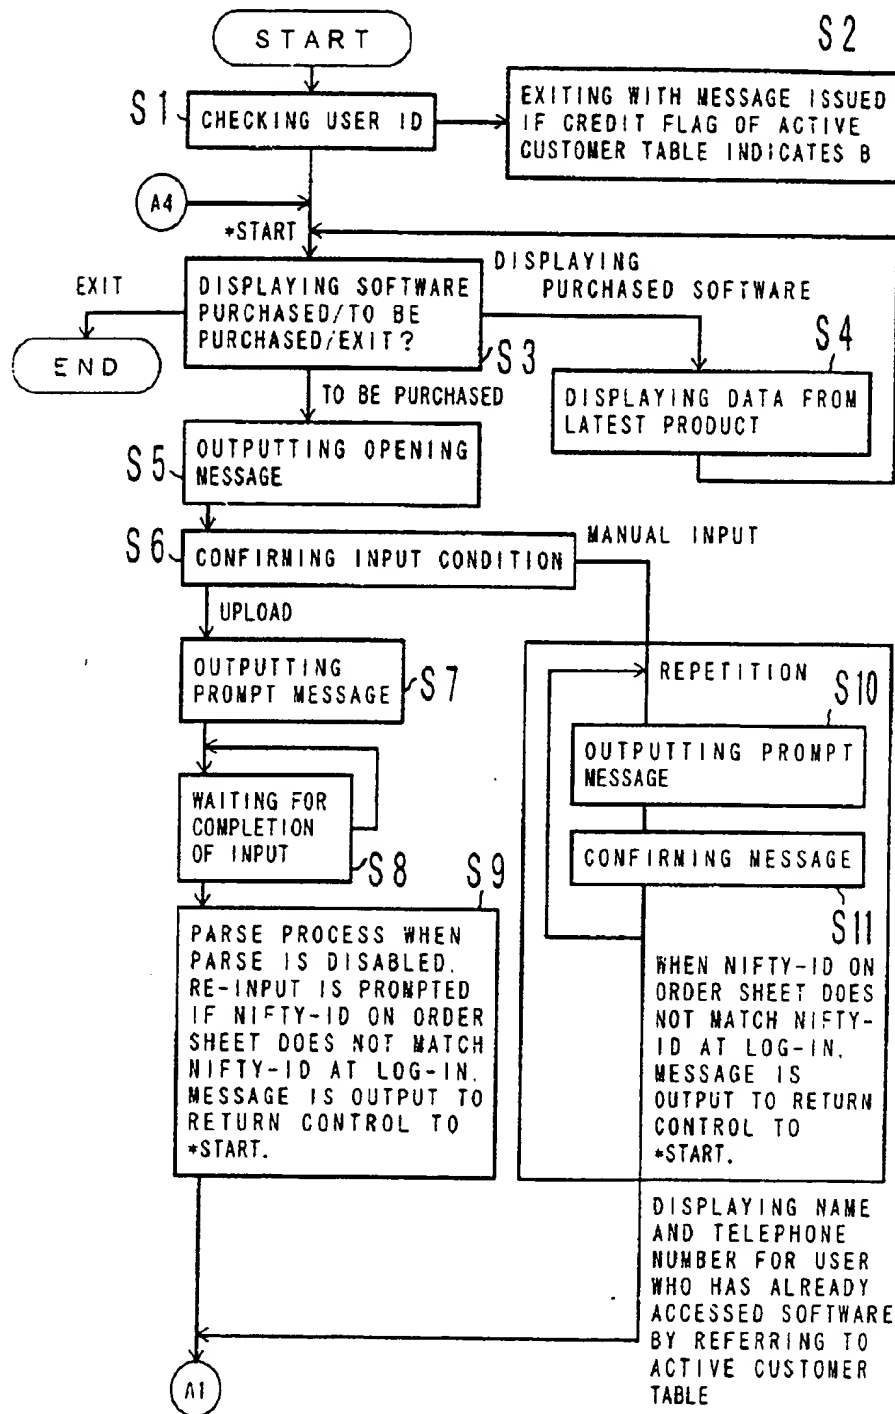 START
S2
S1
CHECKING USER ID
EXITING WITH MESSAGE ISSUED
IF CREDIT FLAG OF ACTIVE
CUSTOMER TABLE INDICATES B
A4
*START
EXIT
DISPLAYING SOFTWARE
PURCHASED/TO BE
PURCHASED/EXIT?
S3
DISPLAYING
PURCHASED SOFTWARE
END
S4
DISPLAYING DATA FROM
LATEST PRODUCT
TO BE PURCHASED
S5
OUTPUTTING OPENING
MESSAGE
S6
CONFIRMING INPUT CONDITION
MANUAL INPUT
UPLOAD
OUTPUTTING
PROMPT MESSAGE
S7
REPETITION
S10
OUTPUTTING PROMPT
MESSAGE
WAITING FOR
COMPLETION
OF INPUT
S8
CONFIRMING MESSAGE
S11
S9
PARSE PROCESS WHEN
PARSE IS DISABLED.
RE-INPUT IS PROMPTED
IF NIFTY-ID ON ORDER
SHEET DOES NOT MATCH
NIFTY-ID AT LOG-IN.
MESSAGE IS OUTPUT TO
RETURN CONTROL TO
*START.
WHEN NIFTY-ID ON
ORDER SHEET DOES
NOT MATCH NIFTY-
ID AT LOG-IN.
MESSAGE IS
OUTPUT TO RETURN
CONTROL TO
*START.
DISPLAYING NAME
AND TELEPHONE
NUMBER FOR USER
WHO HAS ALREADY
ACCESSED SOFTWARE
BY REFERRING TO
ACTIVE CUSTOMER
TABLE
A1